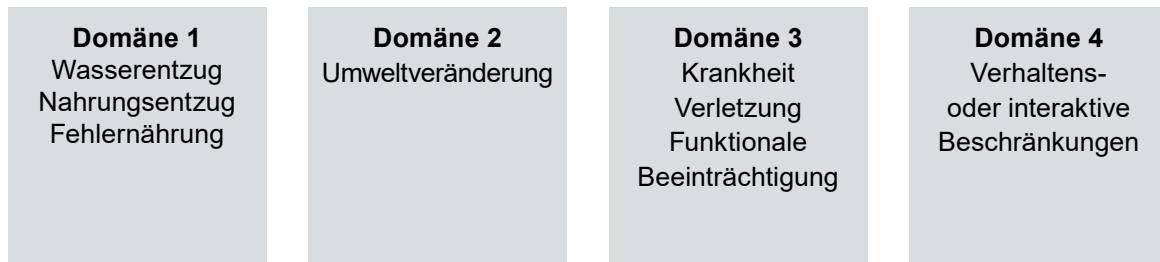 Domäne 1
Wasserentzug
Nahrungsentzug
Fehlernährung
Domäne 2
Umweltveränderung
Domäne 3
Krankheit
Verletzung
Funktionale
Beeinträchtigung
Domäne 4
Verhaltens-
oder interaktive
Beschränkungen